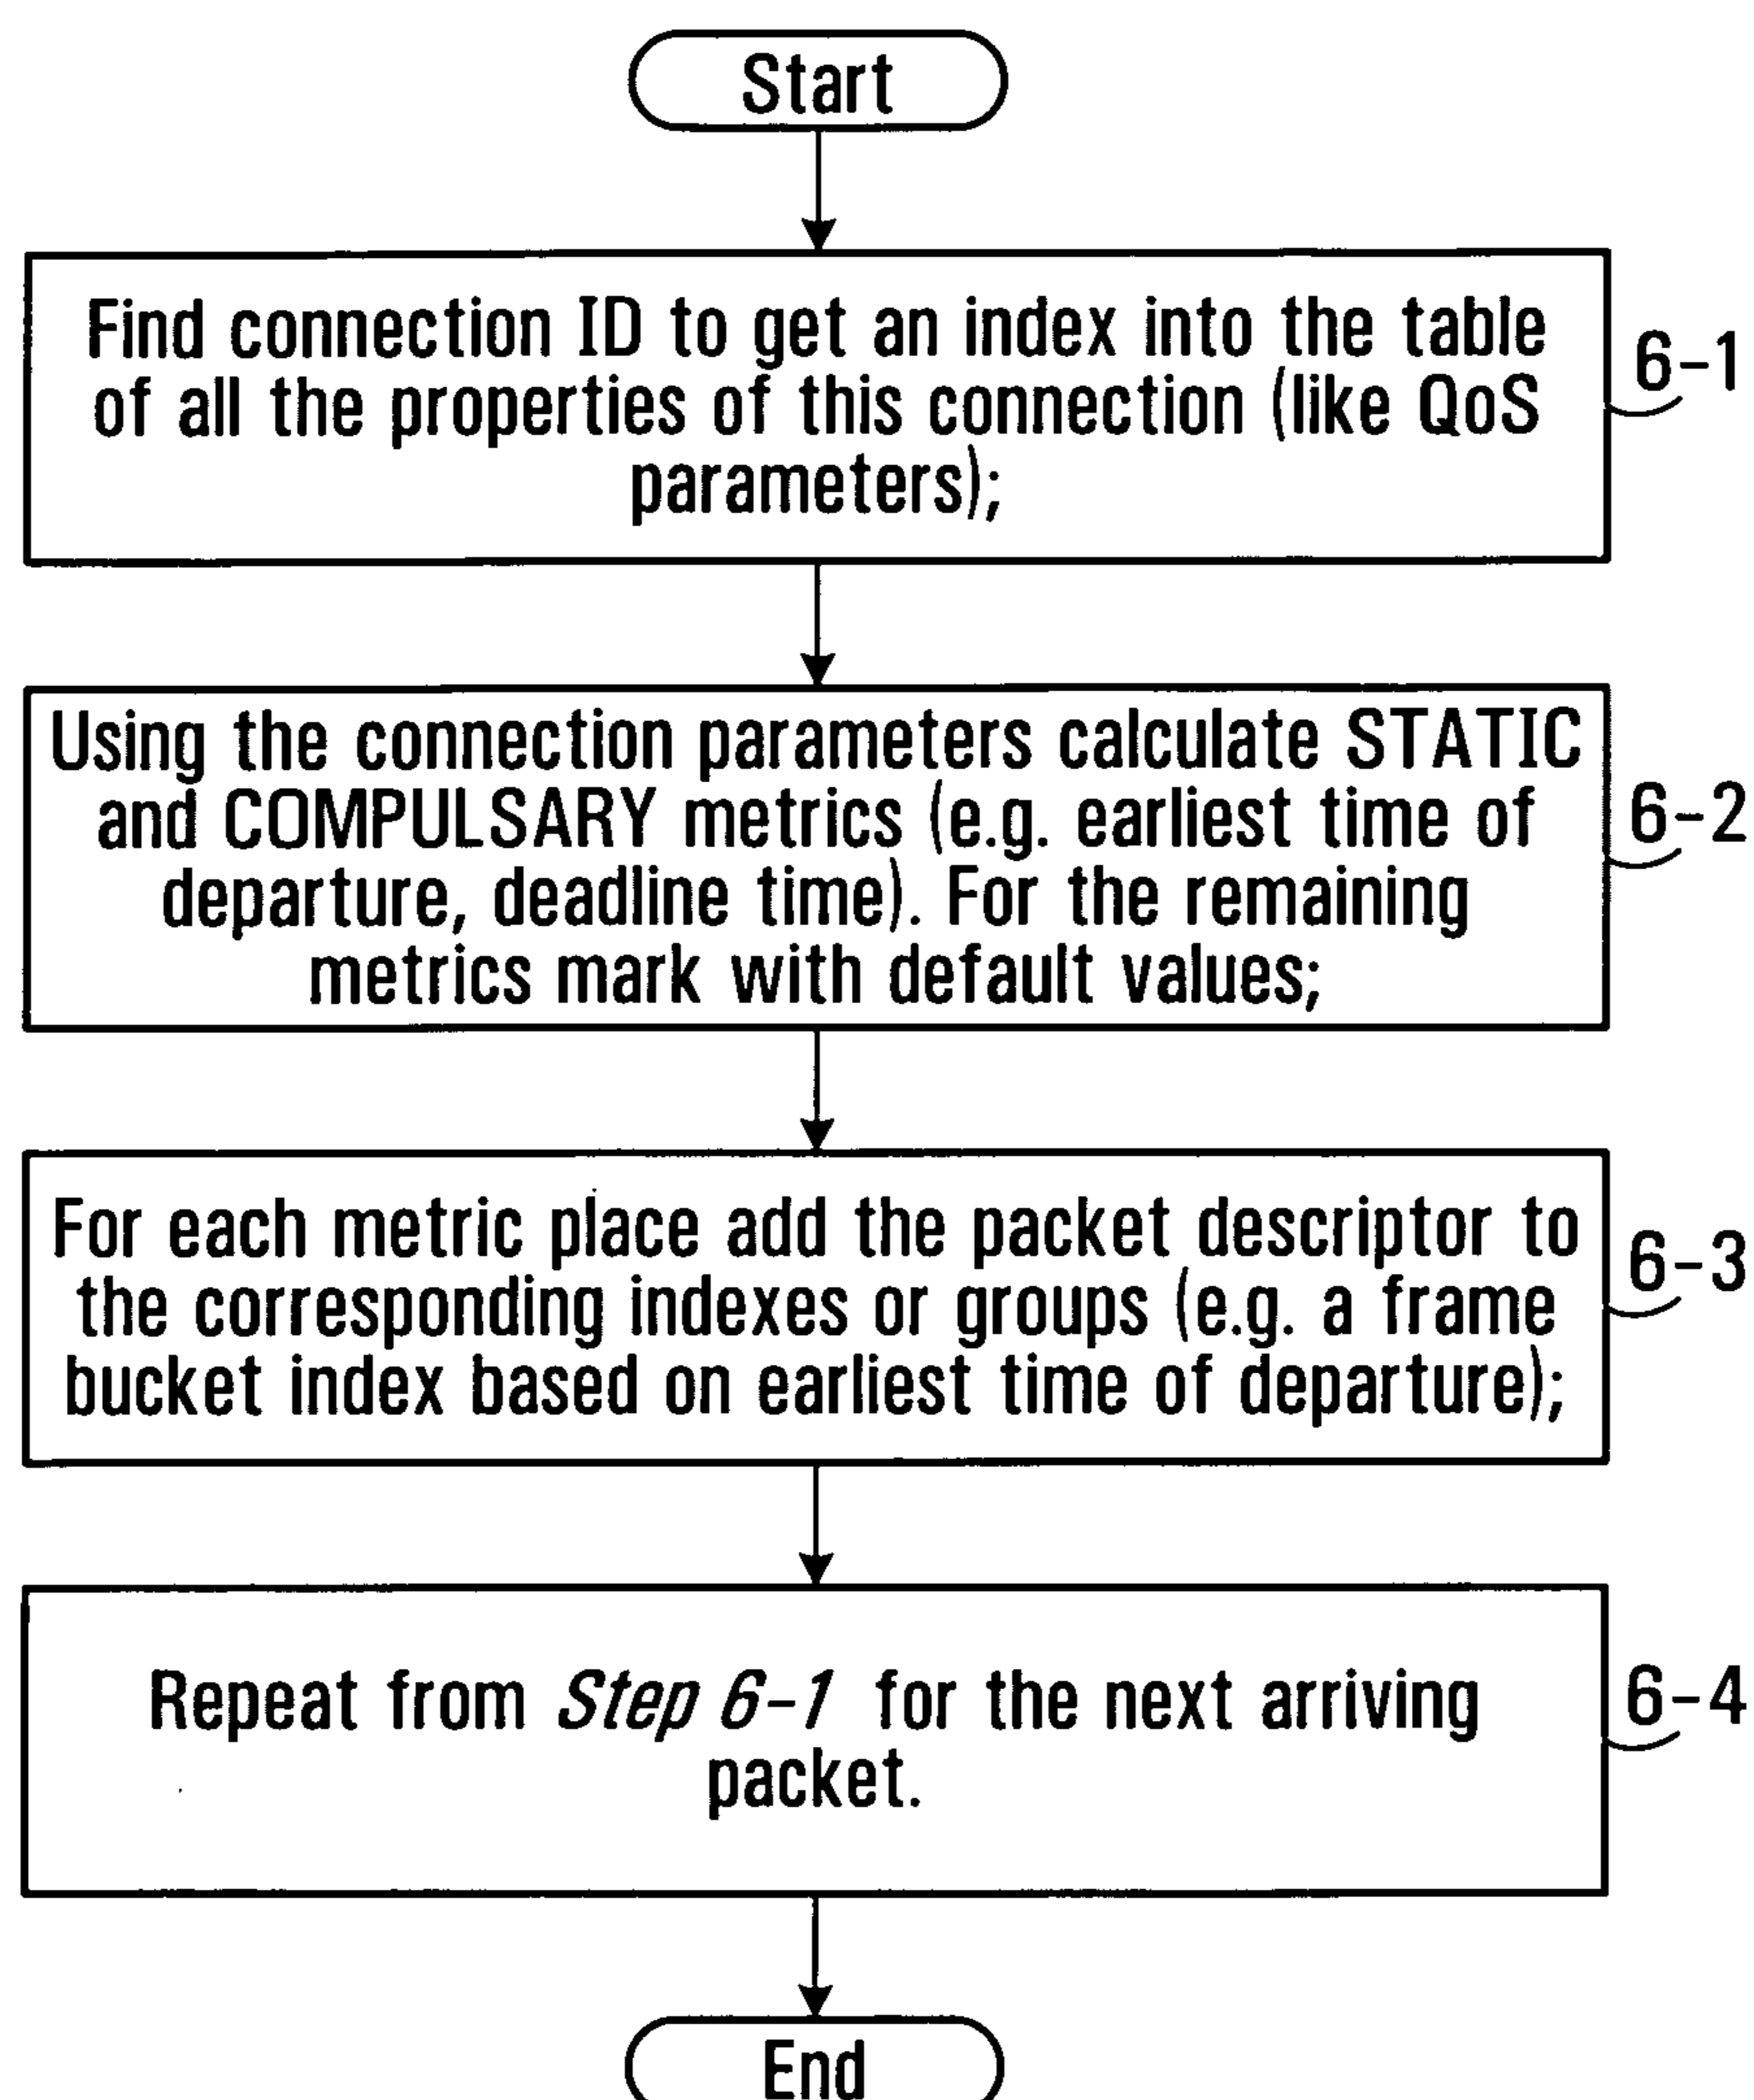 Start
Find connection ID to get an index into the table
of all the properties of this connection (like QoS
parameters);
6-1
Using the connection parameters calculate STATIC
and COMPULSARY metrics (e.g. earliest time of
departure, deadline time). For the remaining
metrics mark with default values;
6-2
For each metric place add the packet descriptor to
the corresponding indexes or groups (e.g. a frame
bucket index based on earliest time of departure);
6-3
Repeat from Step 6-1 for the next arriving
packet.
6-4
End